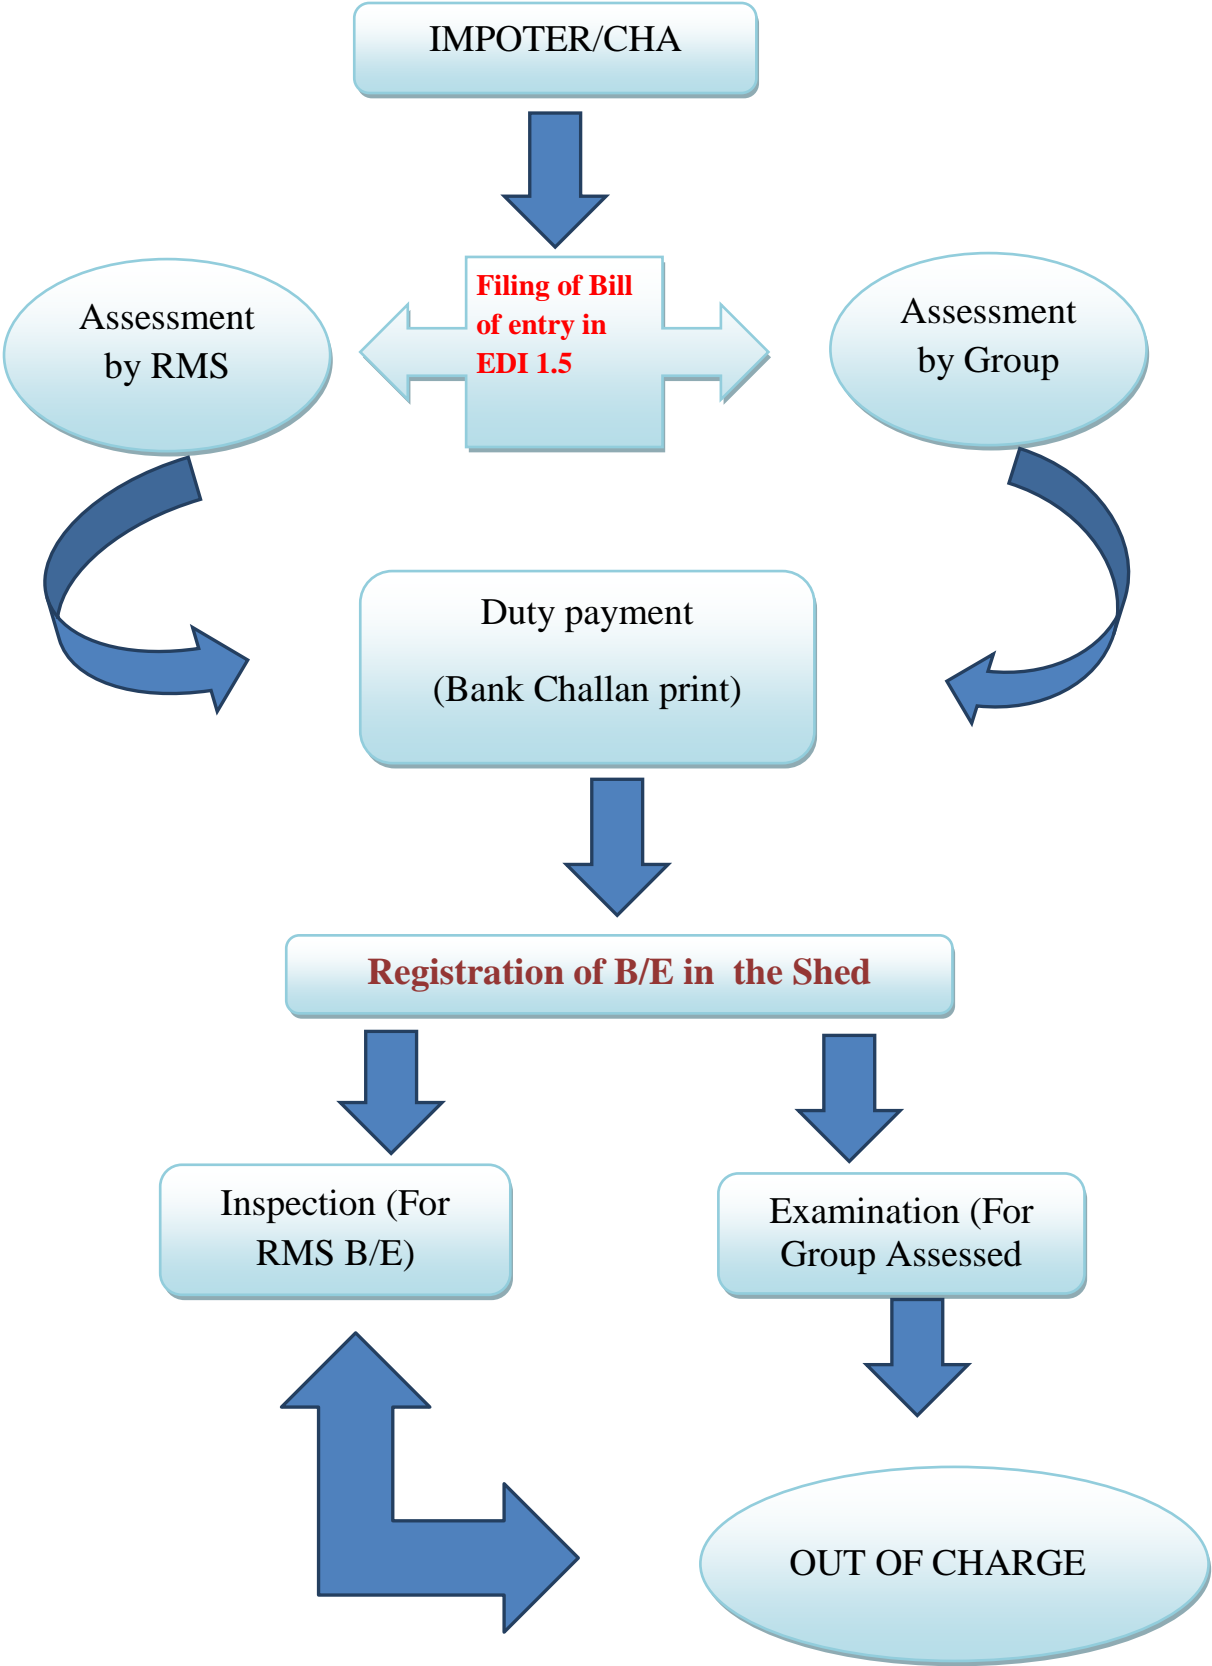 IMPOTER/CHA
Filing of Bill
of entry in
EDI 1.5
Assessment
by RMS
Assessment
by Group
Duty payment
(Bank Challan print)
Registration of B/E in  the Shed
Inspection (For
RMS B/E)
Examination (For
Group Assessed
OUT OF CHARGE